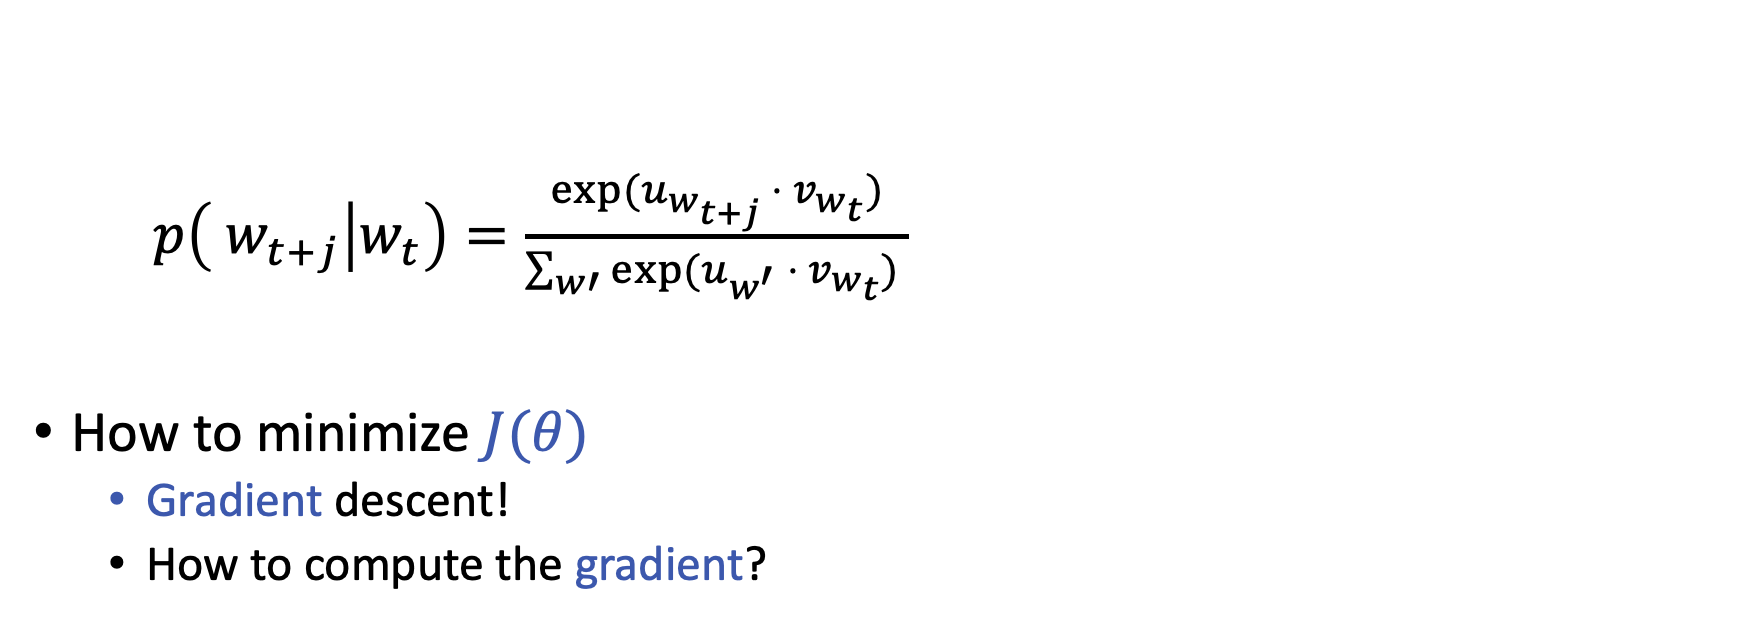 p( w_{t+j}|w_t) = \frac{exp(u_{w_{t+j}} · v_{w_t})}{∑_{w′} exp(u_{w′} · v_{w_t})}
• How to minimize J(θ)
• Gradient descent!
• How to compute the gradient?